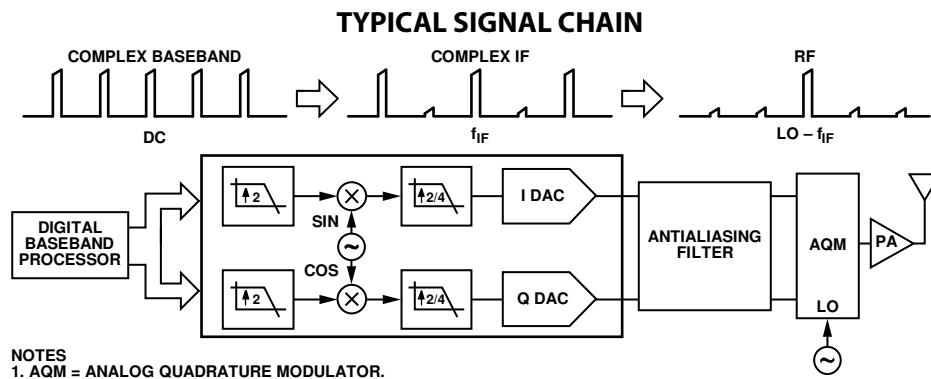 TYPICAL SIGNAL CHAIN
COMPLEX BASEBAND
COMPLEX IF
RF
DC
fIF
LO – fIF
DIGITAL
BASEBAND
PROCESSOR
2
SIN
2/4
I DAC
~
COS
2
2/4
Q DAC
ANTIALIASING
FILTER
AQM
LO
PA
~
NOTES
1. AQM = ANALOG QUADRATURE MODULATOR.